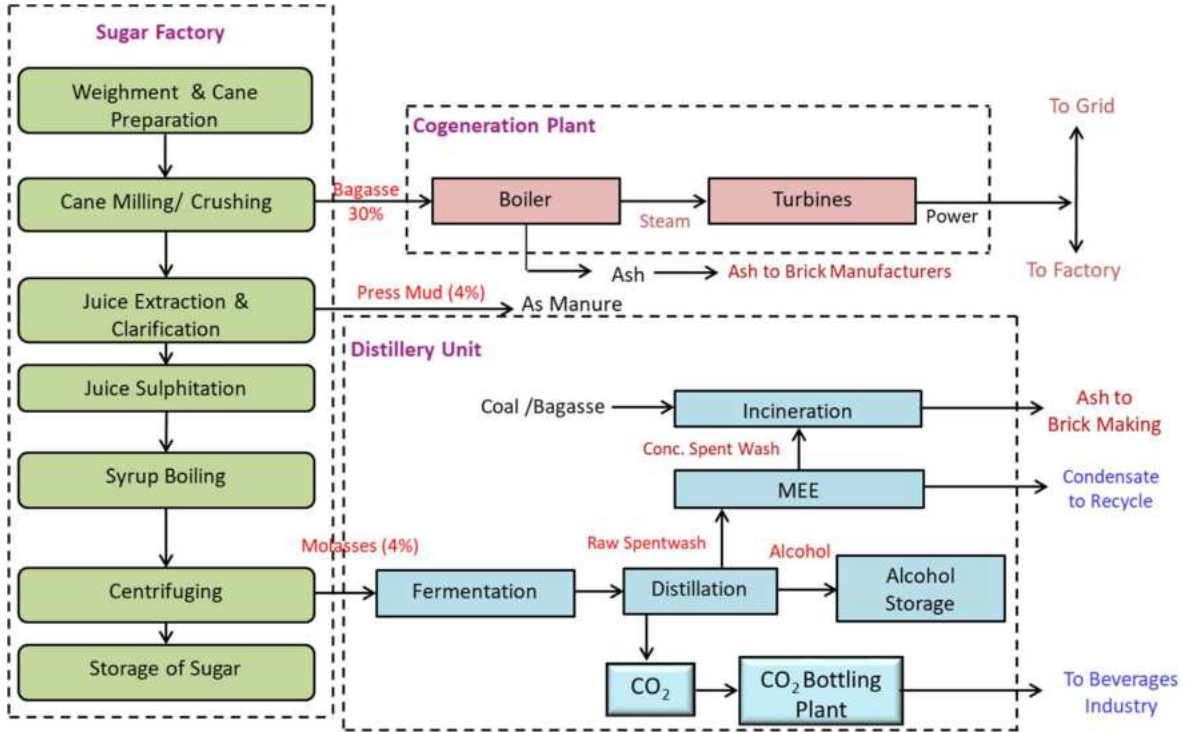 Sugar Factory
Weighment & Cane
Preparation
Cane Milling/ Crushing
Juice Extraction &
Clarification
Juice Sulphitation
Syrup Boiling
Centrifuging
Storage of Sugar
Bagasse
30%
Cogeneration Plant
Boiler
Steam
Turbines
Power
To Grid
To Factory
Ash
Ash to Brick Manufacturers
Press Mud (4%)
As Manure
Distillery Unit
Coal /Bagasse
Incineration
Ash to
Brick Making
Conc. Spent Wash
MEE
Condensate
to Recycle
Molasses (4%)
Raw Spentwash
Alcohol
Fermentation
Distillation
Alcohol
Storage
CO2
CO2 Bottling
Plant
To Beverages
Industry